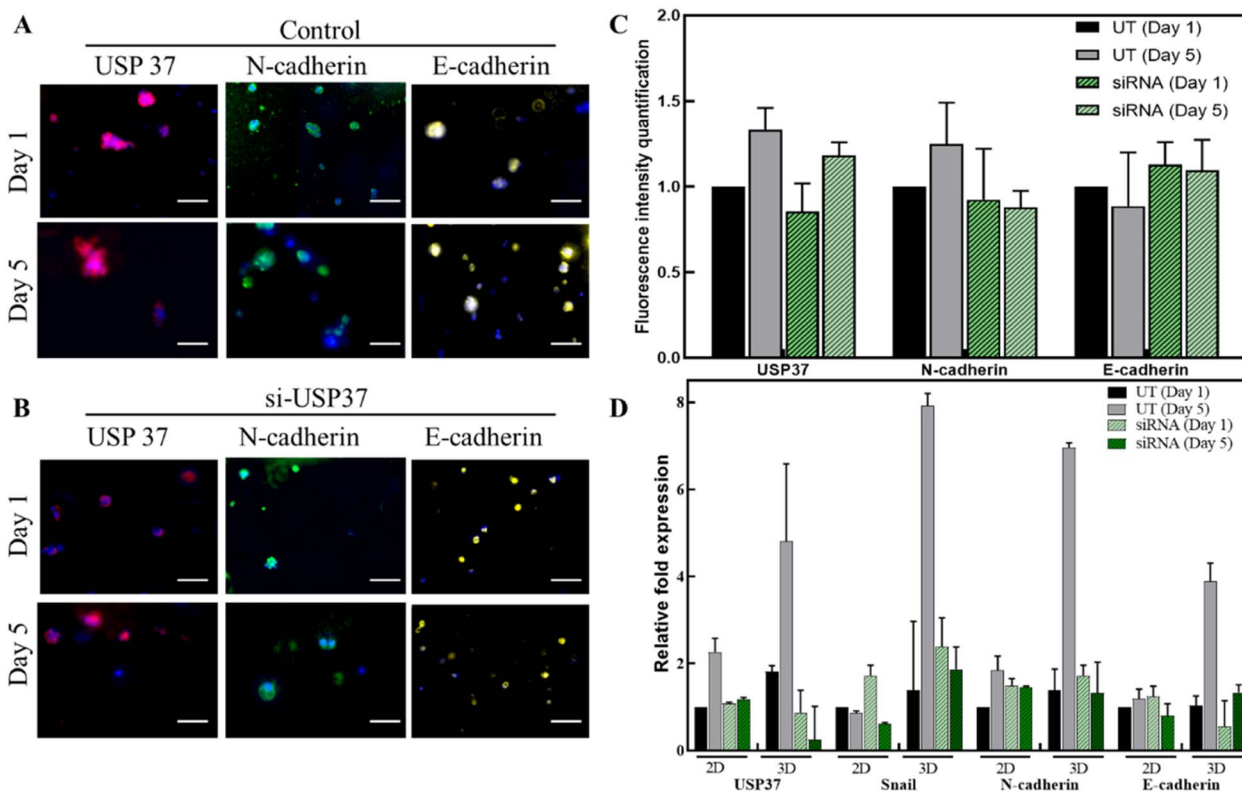 A
Control
USP 37 N-cadherin E-cadherin
Day 1
Day 5
B
si-USP37
USP 37 N-cadherin E-cadherin
Day 1
Day 5
C
Fluorescence intensity quantification
2.0
1.5
1.0
0.5
0.0
UT (Day 1)
UT (Day 5)
siRNA (Day 1)
siRNA (Day 5)
USP37 N-cadherin E-cadherin
D
Relative fold expression
8
6
4
2
0
UT (Day 1)
UT (Day 5)
siRNA (Day 1)
siRNA (Day 5)
2D 3D 2D 3D 2D 3D 2D 3D
USP37 Snail N-cadherin E-cadherin